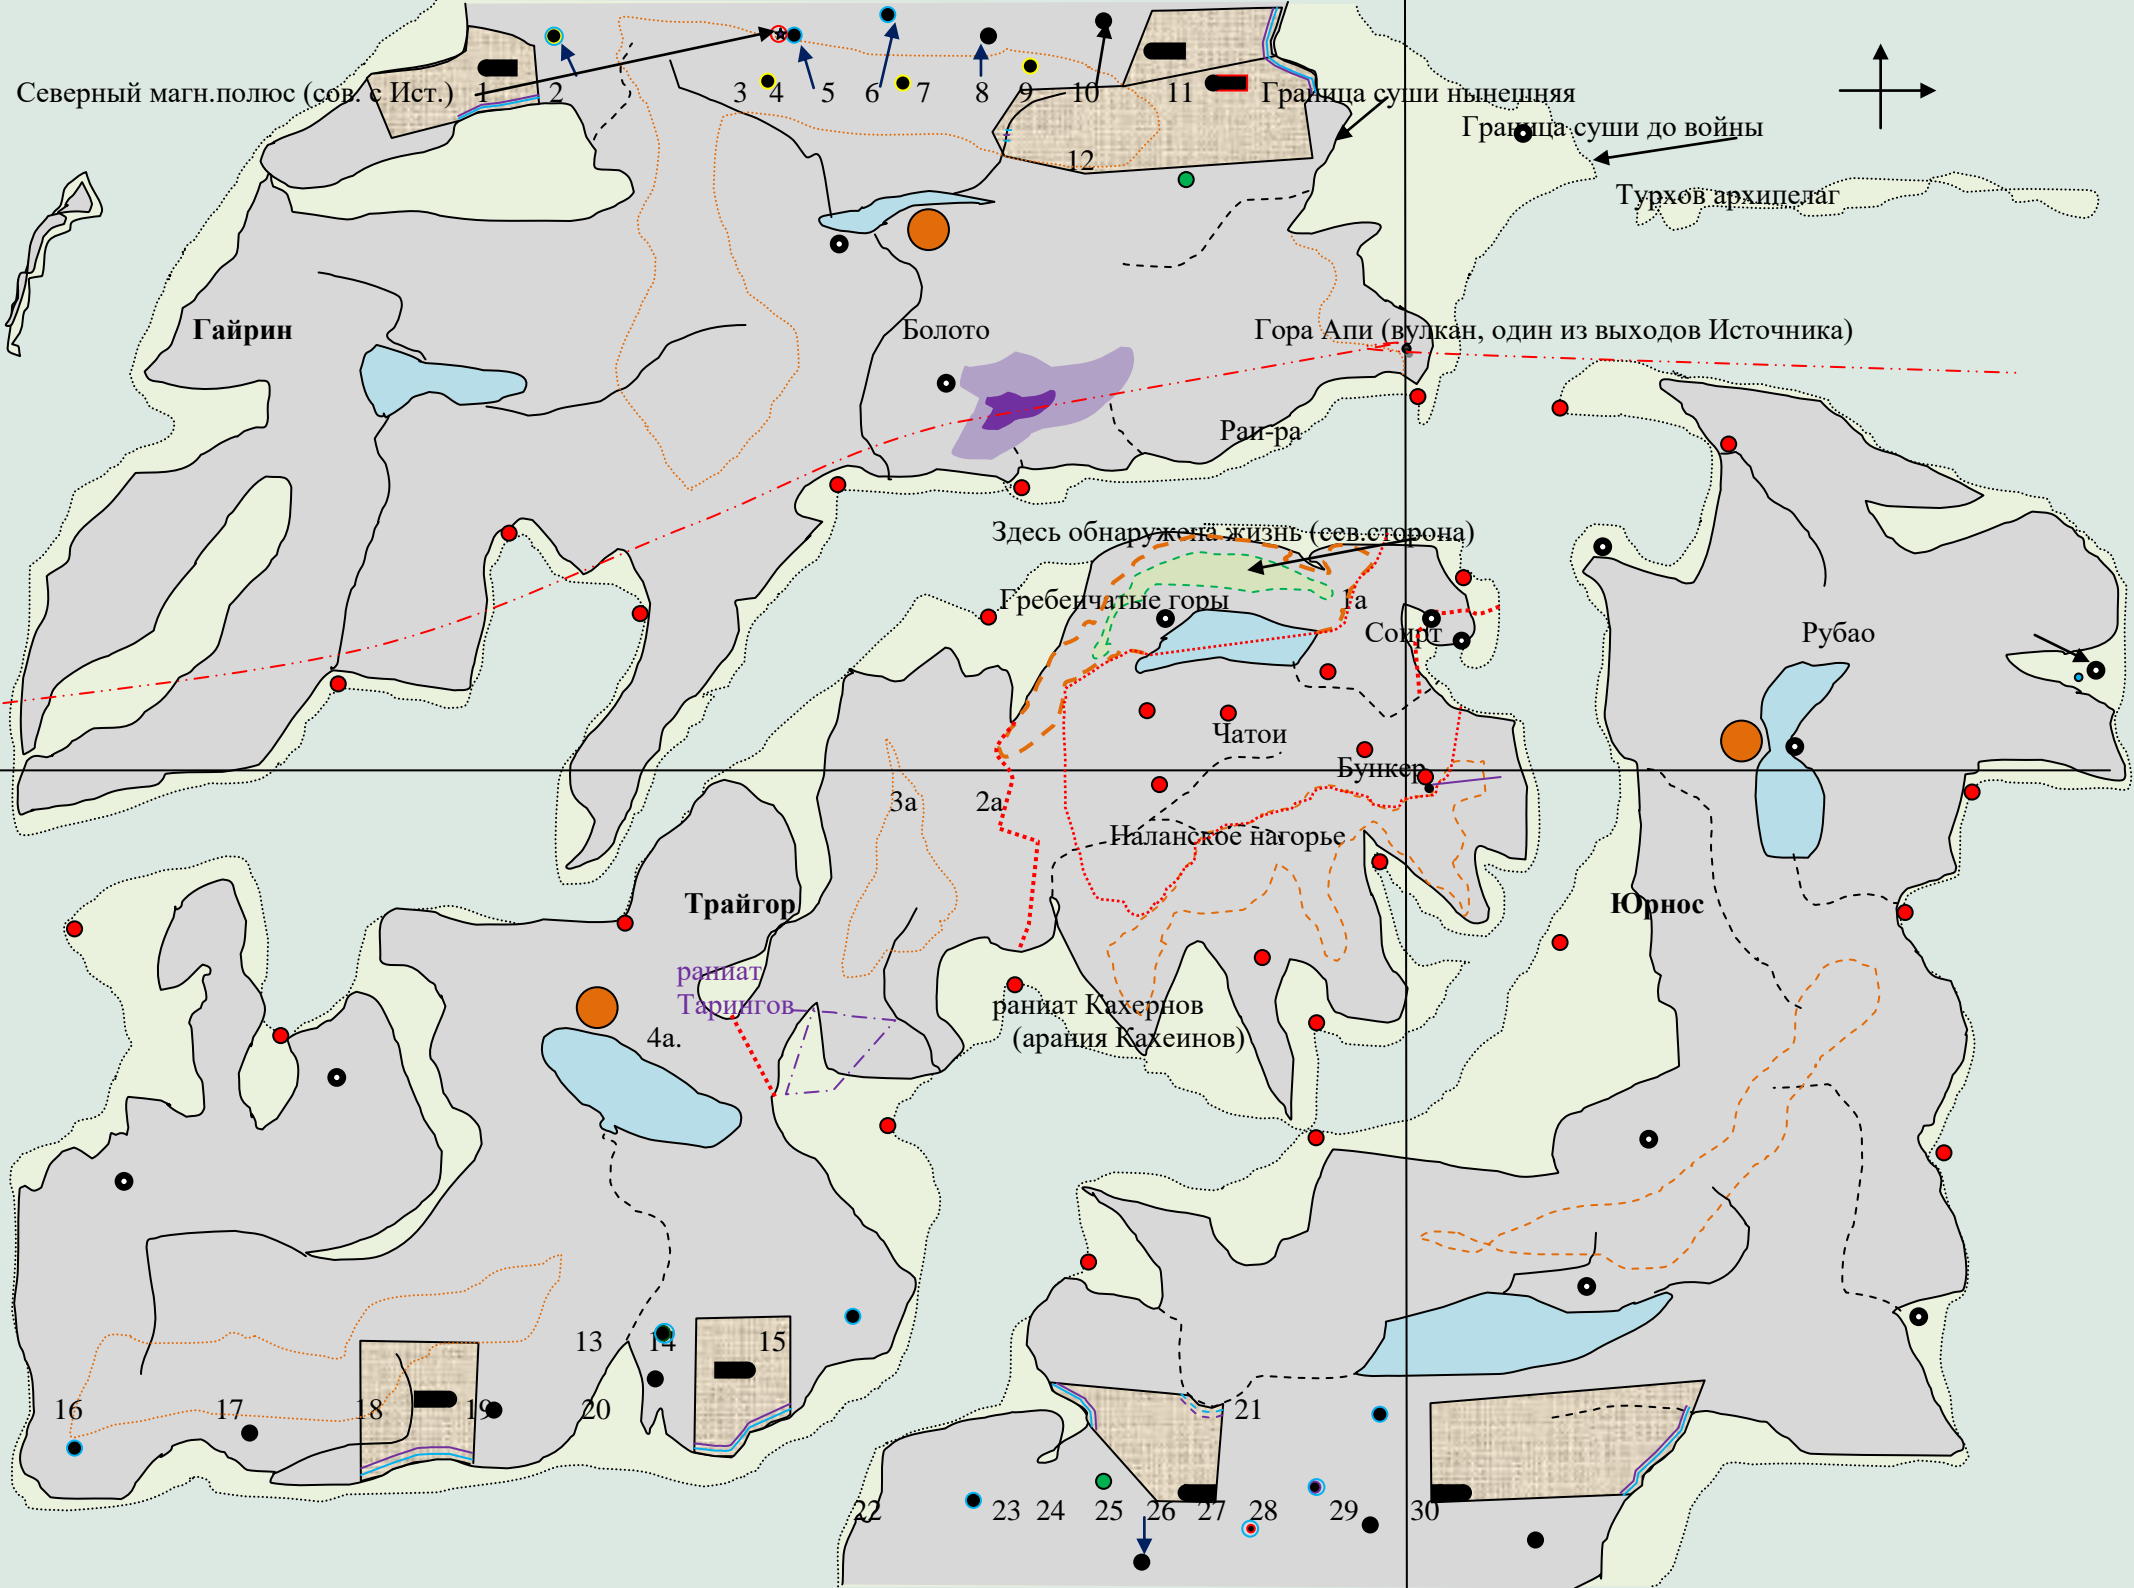 Северный магн.полюс (сов. с Ист.) 1 2 3 4 5 6 7 8 9 10 11 Граница суши нынешняя
Граница суши до войны
12
Турхов архипелаг
Гайрин Болото Гора Апи (вулкан, один из выходов Источника)
Раи-ра
Здесь обнаружена жизнь (сев.сторона)
Гребенчатые горы 1а
Соирт Рубао
Чатои
Бункер
3а 2а
Наланское нагорье
Трайгор Юрнос
раниат
Тарингов раниат Кахернов
4а. (арания Кахеинов)
13 14 15
16 17 18 19 20 21
22 23 24 25 26 27 28 29 30